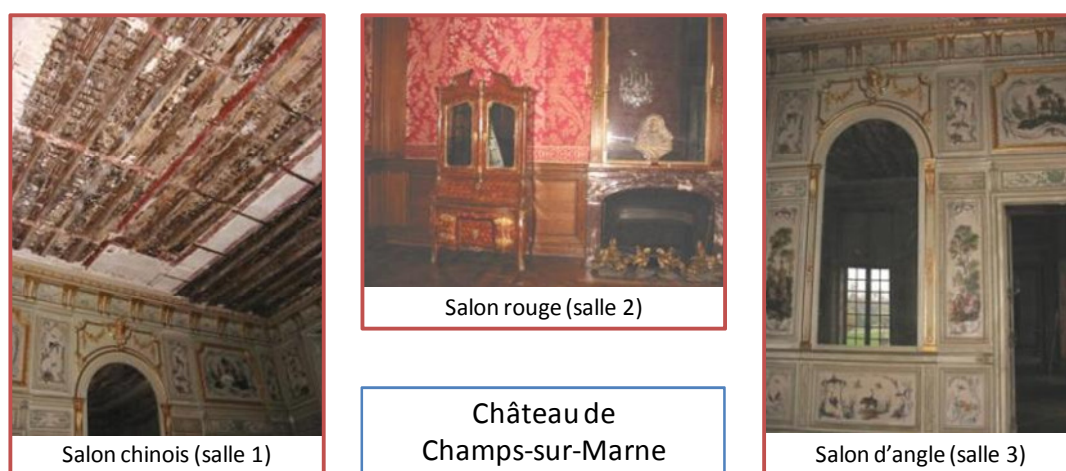 Salon chinois (salle 1)
Salon rouge (salle 2)
Château de
Champs-sur-Marne
Salon d’angle (salle 3)